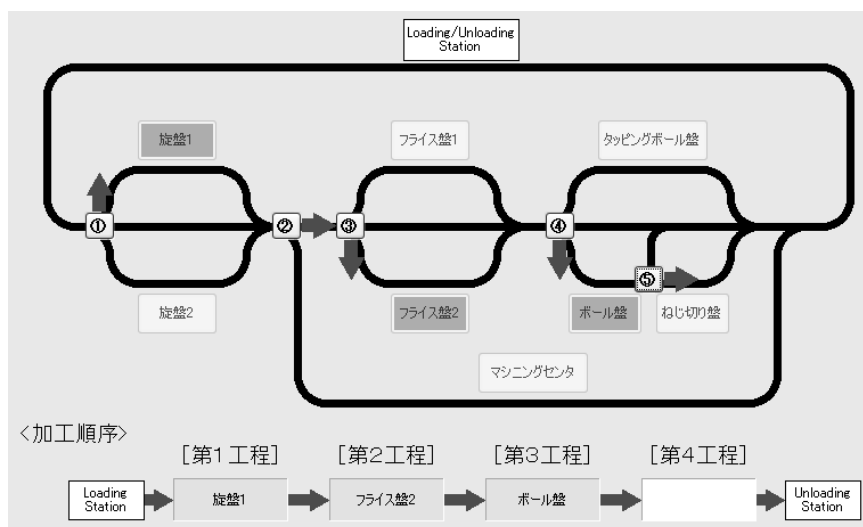 Loading/Unloading
Station
旋盤1
フライス盤1
タッピングボール盤
①
②
③
④
⑤
旋盤2
フライス盤2
ボール盤
ねじ切り盤
マシニングセンタ
<加工順序>
[第1工程]
[第2工程]
[第3工程]
[第4工程]
Loading
Station
旋盤1
フライス盤2
ボール盤
Unloading
Station